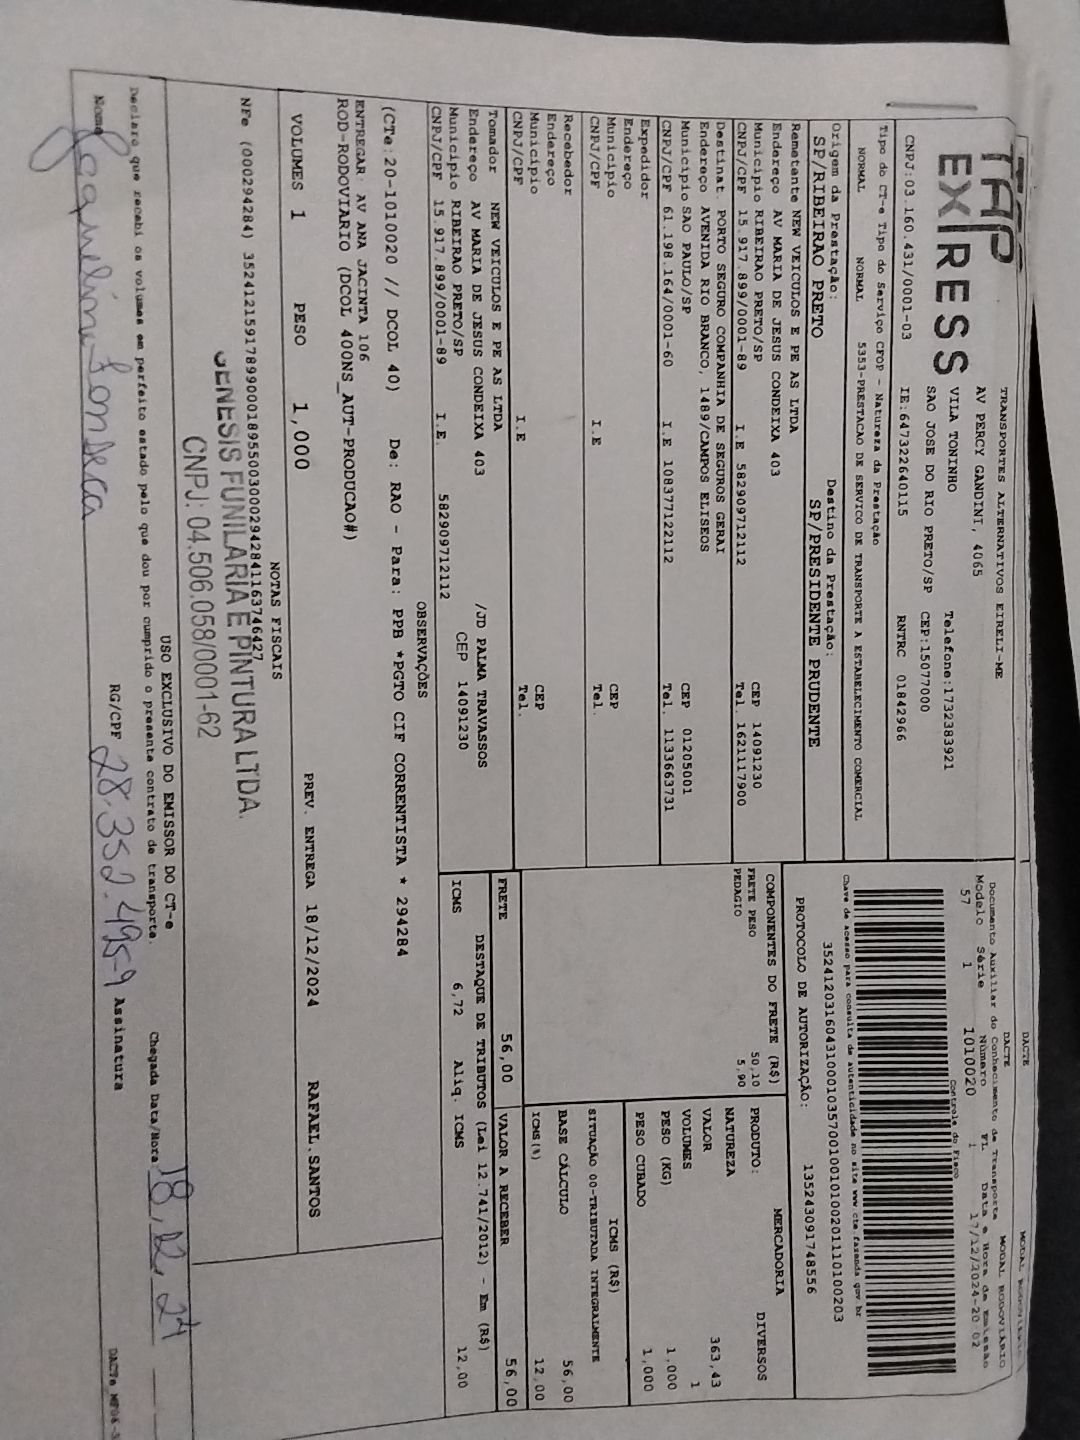 TAP
EXPRESS
TRANSPORTES ALTERNATIVOS EIRELI-ME
AV PERCY GANDINI, 4065
VILA TONINHO
Telefone:1732383921
SAO JOSE DO RIO PRETO/SP CEP:15077000
CNPJ:03.160.431/0001-03 IE:647322640115 RNTRC 01842966
Tipo do CT-e Tipo do Serviço CFOP - Natureza da Prestação
NORMAL NORMAL 5353-PRESTACAO DE SERVICO DE TRANSPORTE A ESTABELECIMENTO COMERCIAL
Origem da Prestação: Destino da Prestação:
SP/RIBEIRAO PRETO SP/PRESIDENTE PRUDENTE
Remetente NEW VEICULOS E PE AS LTDA
Endereço AV MARIA DE JESUS CONDEIXA 403
Município RIBEIRAO PRETO/SP CEP 14091230
CNPJ/CPF 15.917.899/0001-89 I.E 582909712112 Tel. 1621117900
Destinat. PORTO SEGURO COMPANHIA DE SEGUROS GERAI
Endereço AVENIDA RIO BRANCO, 1489/CAMPOS ELISEOS
Município SAO PAULO/SP CEP 01205001
CNPJ/CPF 61.198.164/0001-60 I.E 108377122112 Tel. 1133663731
Expedidor
Endereço
Município CEP
CNPJ/CPF I.E Tel.
Recebedor
Endereço
Município CEP
CNPJ/CPF I.E Tel.
Tomador NEW VEICULOS E PE AS LTDA
Endereço AV MARIA DE JESUS CONDEIXA 403 /JD PALMA TRAVASSOS
Município RIBEIRAO PRETO/SP CEP 14091230
CNPJ/CPF 15.917.899/0001-89 I.E. 582909712112
DACTE MODAL RODOVIÁRIO
DACTE MODAL RODOVIÁRIO
Documento Auxiliar do Conhecimento de Transporte
Modelo Série Número FL Data e Hora de Emissão
57 1 1010020 1 17/12/2024-20:02
Controle do Fisco
Chave de acesso para consulta de autenticidade no site www.cte.fazenda.gov.br
35241203160431000103570010010100201110100203
PROTOCOLO DE AUTORIZAÇÃO: 135243091748556
COMPONENTES DO FRETE (R$)
FRETE PESO 50,10
PEDAGIO 5,90
MERCADORIA
PRODUTO: DIVERSOS
NATUREZA
VALOR 363,43
VOLUMES 1
PESO (KG) 1,000
PESO CUBADO 1,000
ICMS (R$)
SITUAÇÃO 00-TRIBUTADA INTEGRALMENTE
BASE CÁLCULO 56,00
ICMS(%) 12,00
FRETE 56,00 VALOR A RECEBER 56,00
DESTAQUE DE TRIBUTOS (Lei 12.741/2012) - Em (R$)
ICMS 6,72 Aliq. ICMS 12,00
OBSERVAÇÕES
(CTe:20-1010020 // DCOL 40) De: RAO - Para: PPB *PGTO CIF CORRENTISTA * 294284
ENTREGAR: AV ANA JACINTA 106
ROD-RODOVIARIO (DCOL 400NS_AUT-PRODUCAO#)
VOLUMES 1 PESO 1,000 PREV. ENTREGA 18/12/2024 RAFAEL.SANTOS
NOTAS FISCAIS
NFe (000294284) 35241215917899000189550030002942841163746427
GENESIS FUNILARIA E PINTURA LTDA.
CNPJ: 04.506.058/0001-62
USO EXCLUSIVO DO EMISSOR DO CT-e
Declaro que recebi os volumes em perfeito estado pelo que dou por cumprido o presente contrato de transporte. Chegada Data/Hora 18.12.24
Nome Jaqueline Fonseca RG/CPF 28.352.495-9 Assinatura